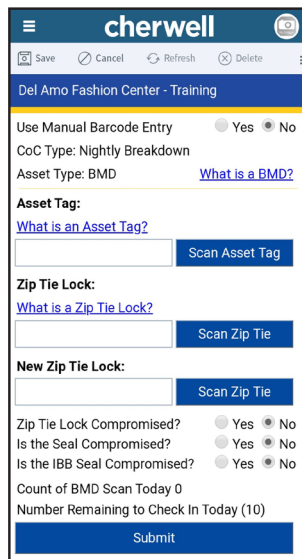 cherwell
Save Cancel Refresh Delete
Del Amo Fashion Center - Training
Use Manual Barcode Entry Yes No
CoC Type: Nightly Breakdown
Asset Type: BMD What is a BMD?
Asset Tag:
What is an Asset Tag?
Scan Asset Tag
Zip Tie Lock:
What is a Zip Tie Lock?
Scan Zip Tie
New Zip Tie Lock:
Scan Zip Tie
Zip Tie Lock Compromised? Yes No
Is the Seal Compromised? Yes No
Is the IBB Seal Compromised? Yes No
Count of BMD Scan Today 0
Number Remaining to Check In Today (10)
Submit